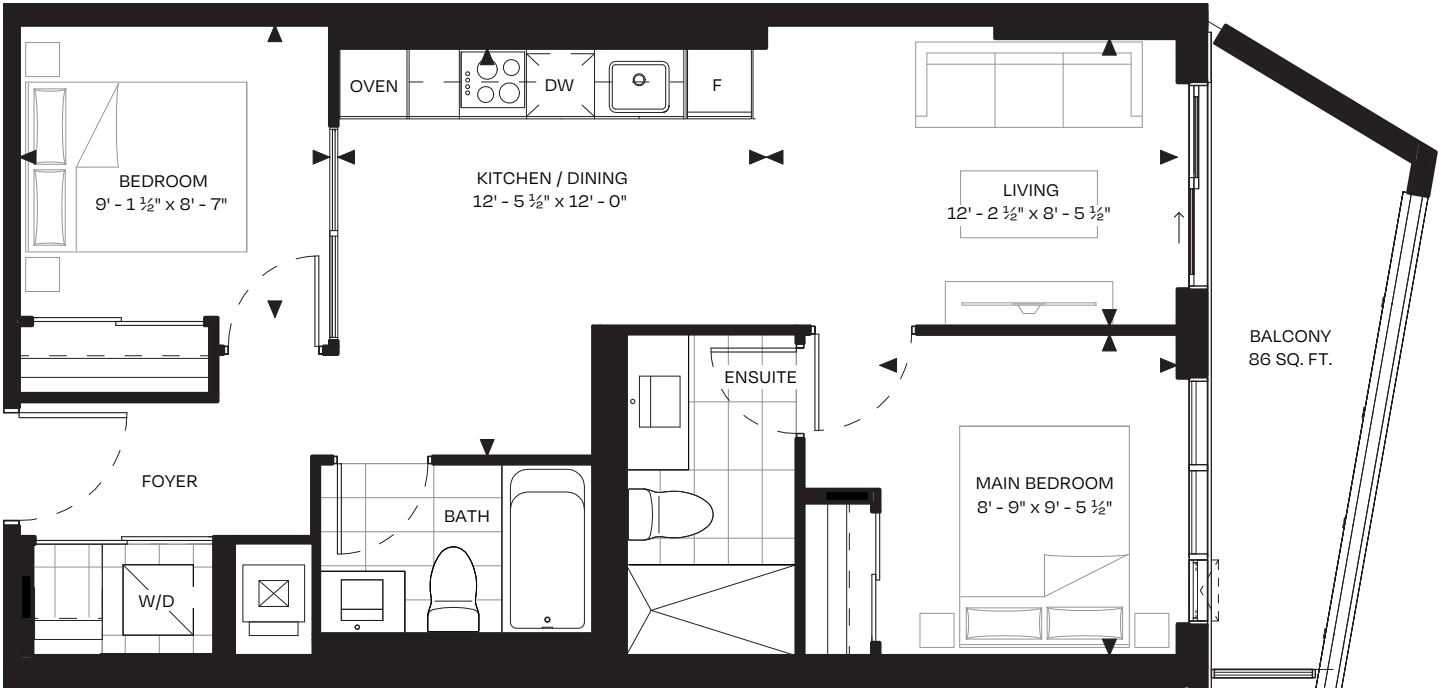 OVEN
DW
F
BEDROOM
9' - 1 ½" x 8' - 7"
KITCHEN / DINING
12' - 5 ½" x 12' - 0"
LIVING
12' - 2 ½" x 8' - 5 ½"
BALCONY
86 SQ. FT.
ENSUITE
FOYER
MAIN BEDROOM
8' - 9" x 9' - 5 ½"
BATH
W/D